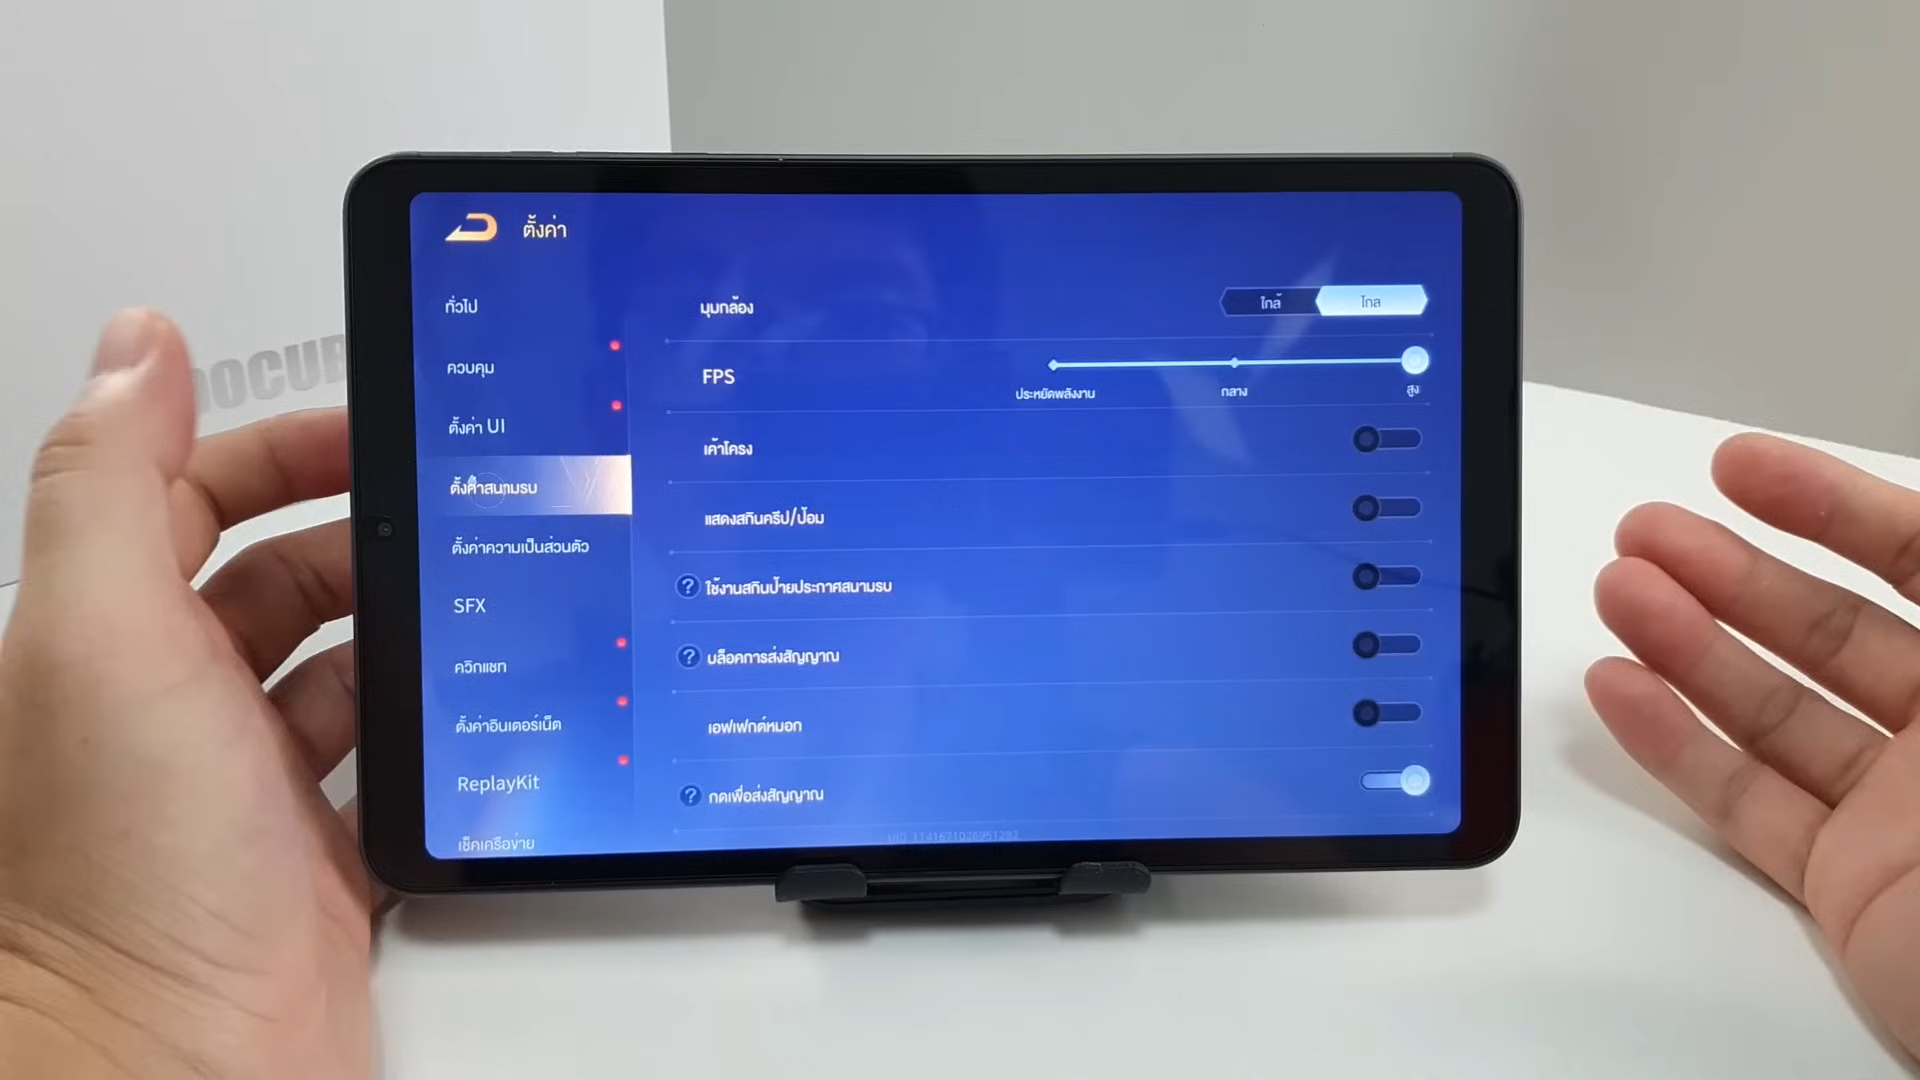 ตั้งค่า
ทั่วไป
ควบคุม
ตั้งค่า UI
ตั้งค่าสนามรบ
ตั้งค่าความเป็นส่วนตัว
SFX
ควิกแชท
ตั้งค่าอินเตอร์เน็ต
ReplayKit
เช็คเครือข่าย
มุมกล้อง
ใกล้
ไกล
FPS
ประหยัดพลังงาน
กลาง
สูง
เค้าโครง
แสดงสกินครีป/ป้อม
? ใช้งานสกินป้ายประกาศสนามรบ
? บล็อคการส่งสัญญาณ
เอฟเฟกต์หมอก
? กดเพื่อส่งสัญญาณ